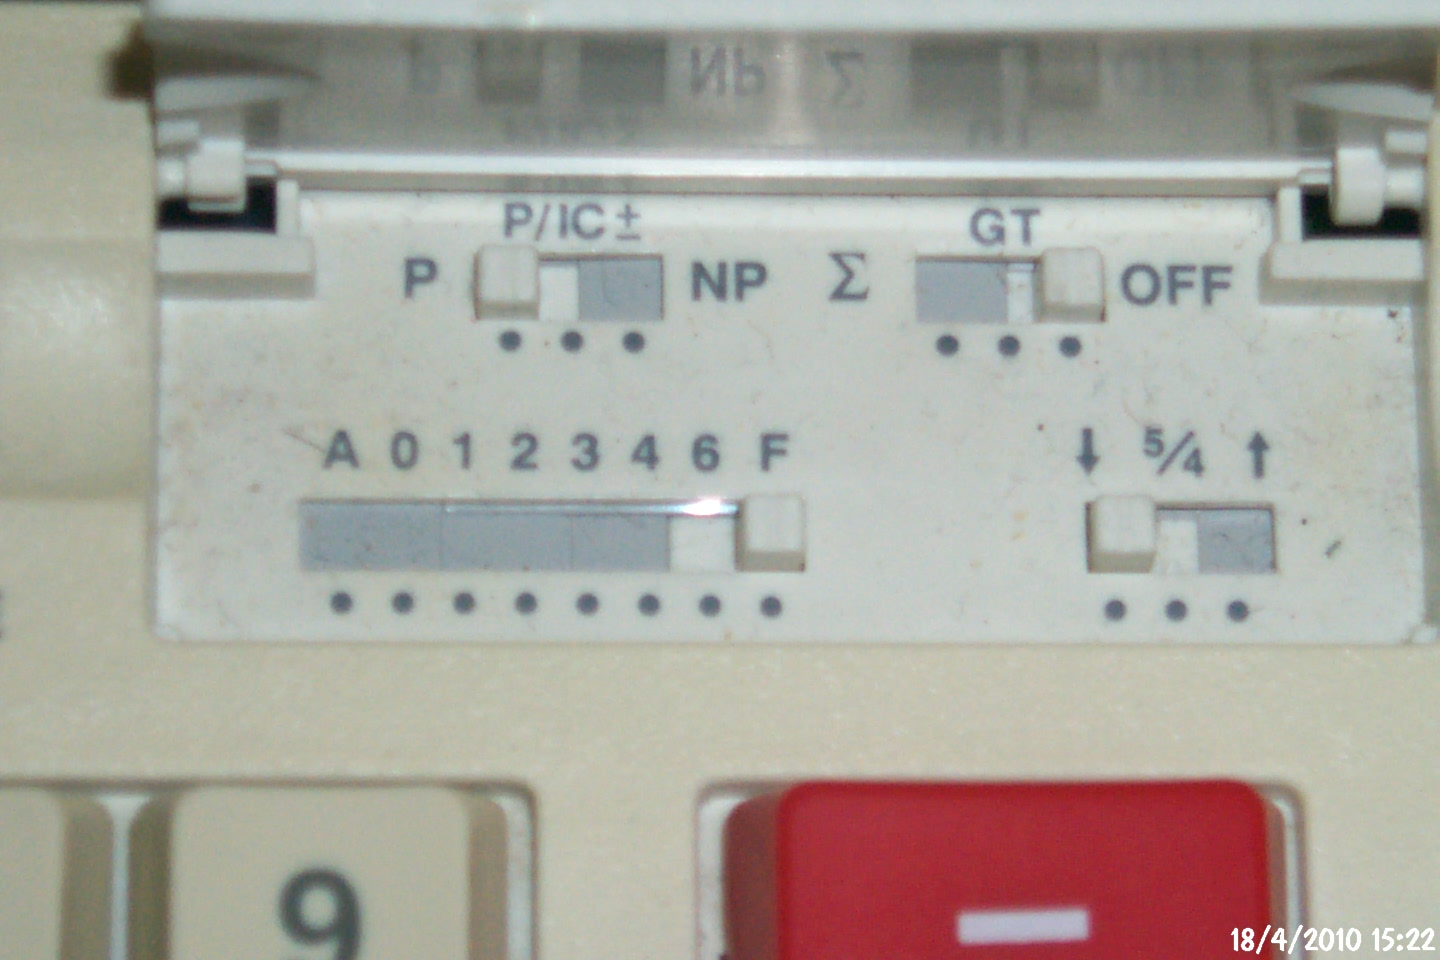 P/IC± GT
P NP Σ OFF
A 0 1 2 3 4 6 F ↓ 5/4 ↑
9
−
18/4/2010 15:22